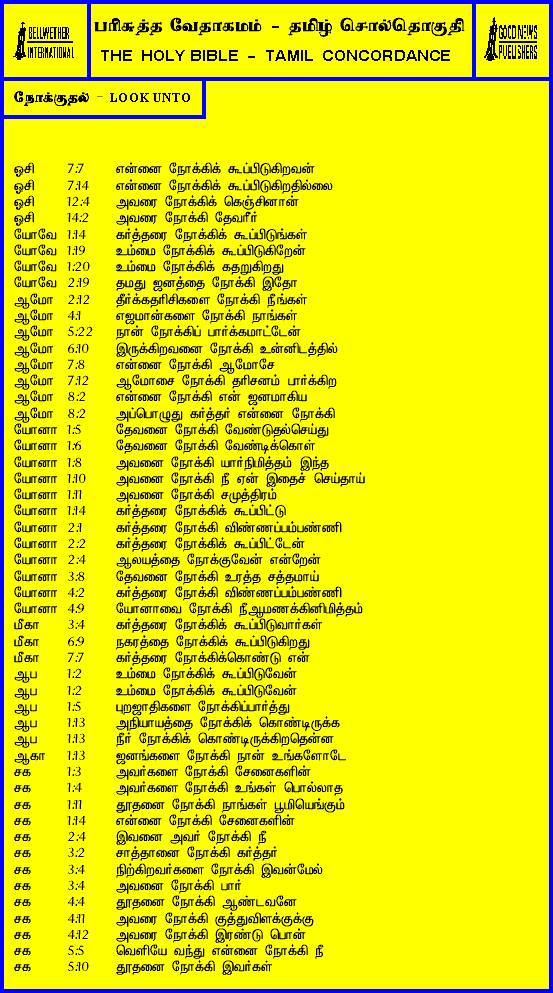 BELLWETHER
INTERNATIONAL
பரிசுத்த வேதாகமம் - தமிழ் சொல்தொகுதி
THE HOLY BIBLE - TAMIL CONCORDANCE
GOOD NEWS
PUBLISHERS
நோக்குதல் - LOOK UNTO
ஓசி 7:7 என்னை நோக்கிக் கூப்பிடுகிறவன்
ஓசி 7:14 என்னை நோக்கிக் கூப்பிடுகிறதில்லை
ஓசி 12:4 அவரை நோக்கிக் கெஞ்சினான்
ஓசி 14:2 அவரை நோக்கி தேவரீர்
யோவே 1:14 கர்த்தரை நோக்கிக் கூப்பிடுங்கள்
யோவே 1:19 உம்மை நோக்கிக் கூப்பிடுகிறேன்
யோவே 1:20 உம்மை நோக்கிக் கதறுகிறது
யோவே 2:19 தமது ஜனத்தை நோக்கி இதோ
ஆமோ 2:12 தீர்க்கதரிசிகளை நோக்கி நீங்கள்
ஆமோ 4:1 எஜமான்களை நோக்கி நாங்கள்
ஆமோ 5:22 நான் நோக்கிப் பார்க்கமாட்டேன்
ஆமோ 6:10 இருக்கிறவனை நோக்கி உன்னிடத்தில்
ஆமோ 7:8 என்னை நோக்கி ஆமோசே
ஆமோ 7:12 ஆமோசை நோக்கி தரிசனம் பார்க்கிற
ஆமோ 8:2 என்னை நோக்கி என் ஜனமாகிய
ஆமோ 8:2 அப்பொழுது கர்த்தர் என்னை நோக்கி
யோனா 1:5 தேவனை நோக்கி வேண்டுதல்செய்து
யோனா 1:6 தேவனை நோக்கி வேண்டிக்கொள்
யோனா 1:8 அவனை நோக்கி யார்நிமித்தம் இந்த
யோனா 1:10 அவனை நோக்கி நீ ஏன் இதைச் செய்தாய்
யோனா 1:11 அவனை நோக்கி சமுத்திரம்
யோனா 1:14 கர்த்தரை நோக்கிக் கூப்பிட்டு
யோனா 2:1 கர்த்தரை நோக்கி விண்ணப்பம்பண்ணி
யோனா 2:2 கர்த்தரை நோக்கிக் கூப்பிட்டேன்
யோனா 2:4 ஆலயத்தை நோக்குவேன் என்றேன்
யோனா 3:8 தேவனை நோக்கி உரத்த சத்தமாய்
யோனா 4:2 கர்த்தரை நோக்கி விண்ணப்பம்பண்ணி
யோனா 4:9 யோனாவை நோக்கி நீஆமணக்கினிமித்தம்
மீகா 3:4 கர்த்தரை நோக்கிக் கூப்பிடுவார்கள்
மீகா 6:9 நகரத்தை நோக்கிக் கூப்பிடுகிறது
மீகா 7:7 கர்த்தரை நோக்கிக்கொண்டு என்
ஆப 1:2 உம்மை நோக்கிக் கூப்பிடுவேன்
ஆப 1:2 உம்மை நோக்கிக் கூப்பிடுவேன்
ஆப 1:5 புறஜாதிகளை நோக்கிப்பார்த்து
ஆப 1:13 அநியாயத்தை நோக்கிக் கொண்டிருக்க
ஆப 1:13 நீர் நோக்கிக் கொண்டிருக்கிறதென்ன
ஆகா 1:13 ஜனங்களை நோக்கி நான் உங்களோடே
சக 1:3 அவர்களை நோக்கி சேனைகளின்
சக 1:4 அவர்களை நோக்கி உங்கள் பொல்லாத
சக 1:11 தூதனை நோக்கி நாங்கள் பூமியெங்கும்
சக 1:14 என்னை நோக்கி சேனைகளின்
சக 2:4 இவனை அவர் நோக்கி நீ
சக 3:2 சாத்தானை நோக்கி கர்த்தர்
சக 3:4 நிற்கிறவர்களை நோக்கி இவன்மேல்
சக 3:4 அவனை நோக்கி பார்
சக 4:4 தூதனை நோக்கி ஆண்டவனே
சக 4:11 அவரை நோக்கி குத்துவிளக்குக்கு
சக 4:12 அவரை நோக்கி இரண்டு பொன்
சக 5:5 வெளியே வந்து என்னை நோக்கி நீ
சக 5:10 தூதனை நோக்கி இவர்கள்